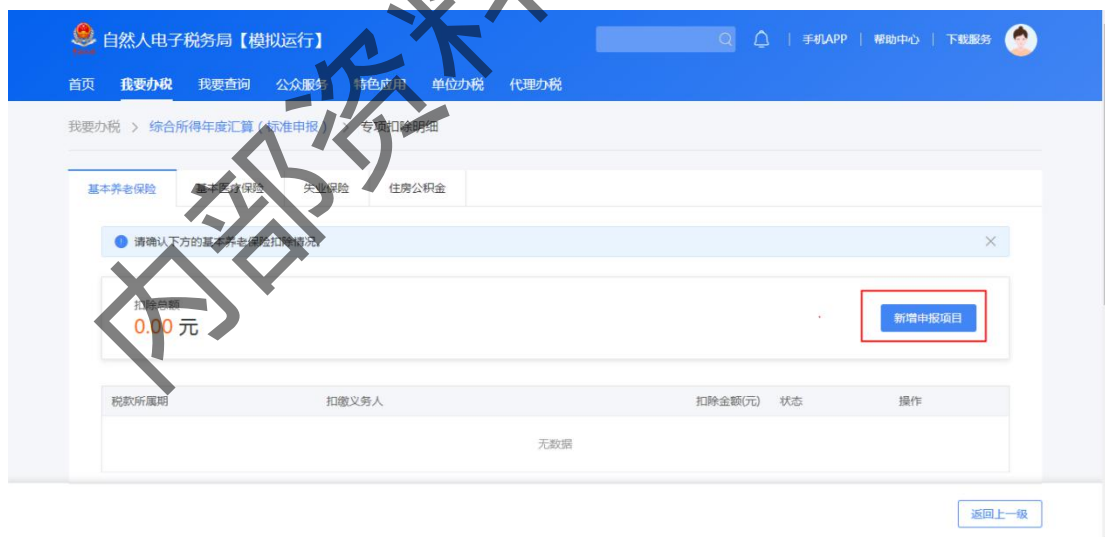 自然人电子税务局【模拟运行】
手机APP | 帮助中心 | 下载服务
首页 我要办税 我要查询 公众服务 特色应用 单位办税 代理办税
我要办税 > 综合所得年度汇算（标准申报） > 专项扣除明细
基本养老保险 基本医疗保险 失业保险 住房公积金
请确认下方的基本养老保险扣除情况。
扣除总额
0.00 元
新增申报项目
税款所属期 扣缴义务人 扣除金额(元) 状态 操作
无数据
返回上一级
内部资料